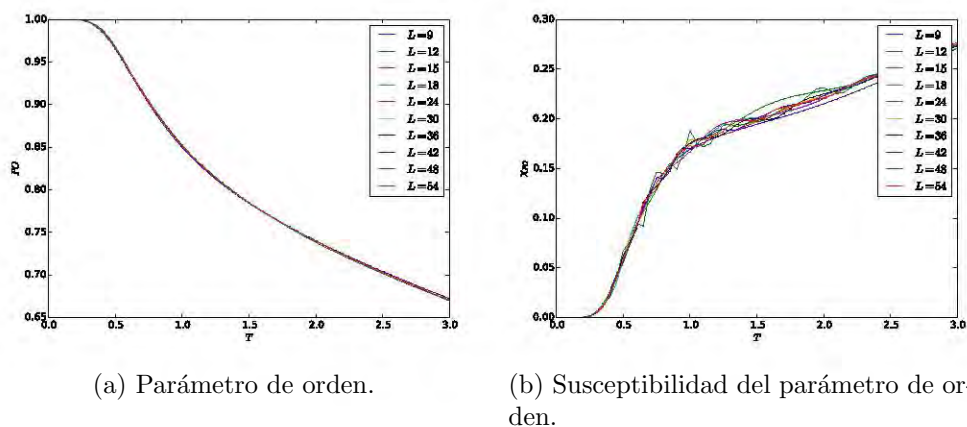 1.00
0.95
0.90
0.85
0.80
0.75
0.70
0.65
PO
0.0 0.5 1.0 1.5 2.0 2.5 3.0
T
L=9
L=12
L=15
L=18
L=24
L=30
L=36
L=42
L=48
L=54
(a) Parámetro de orden.
0.30
0.25
0.20
0.15
0.10
0.05
0.00
χPO
0.0 0.5 1.0 1.5 2.0 2.5 3.0
T
L=9
L=12
L=15
L=18
L=24
L=30
L=36
L=42
L=48
L=54
(b) Susceptibilidad del parámetro de or-
den.